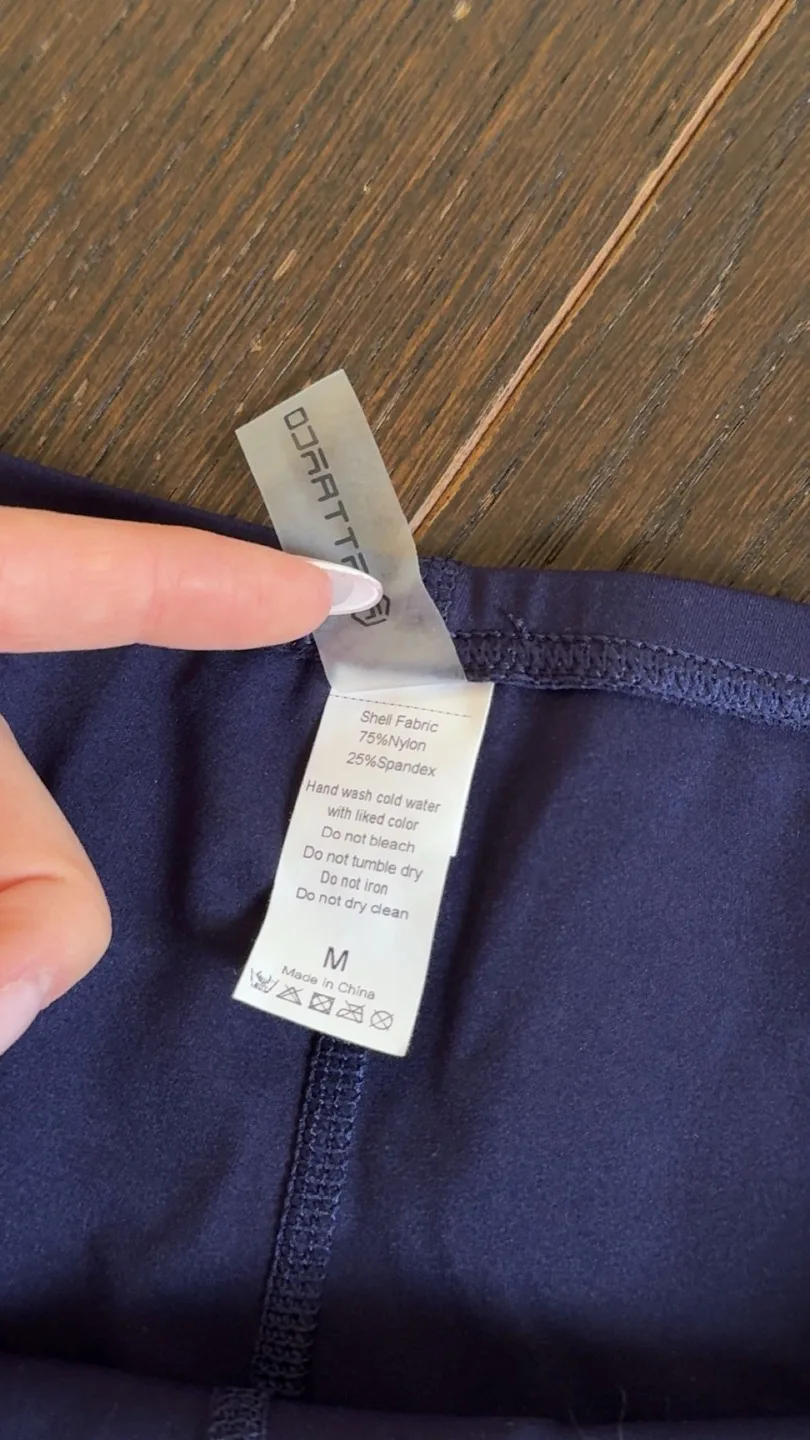 ATTRACO
Shell Fabric
75%Nylon
25%Spandex
Hand wash cold water
with liked color
Do not bleach
Do not tumble dry
Do not iron
Do not dry clean
M
Made in China